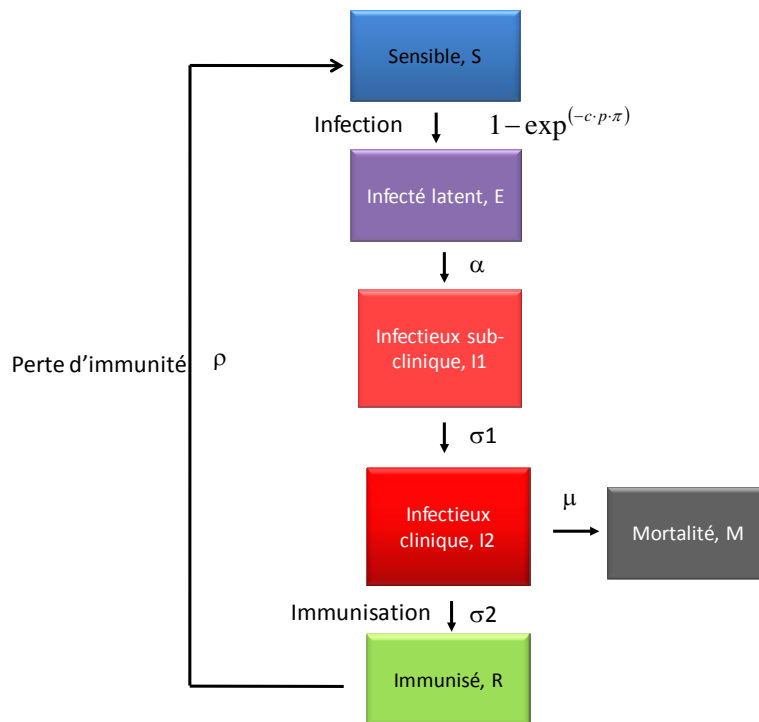 Sensible, S
Infection
1 − exp^(−c·p·π)
Infecté latent, E
α
Infectieux sub-
clinique, I1
Perte d'immunité
ρ
σ1
Infectieux
clinique, I2
μ
Mortalité, M
Immunisation
σ2
Immunisé, R